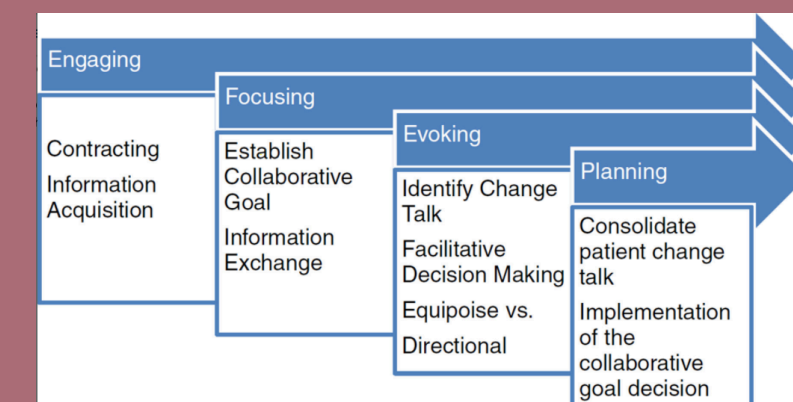 Engaging
Contracting
Information
Acquisition
Focusing
Establish
Collaborative
Goal
Information
Exchange
Evoking
Identify Change
Talk
Facilitative
Decision Making
Equipoise vs.
Directional
Planning
Consolidate
patient change
talk
Implementation
of the
collaborative
goal decision